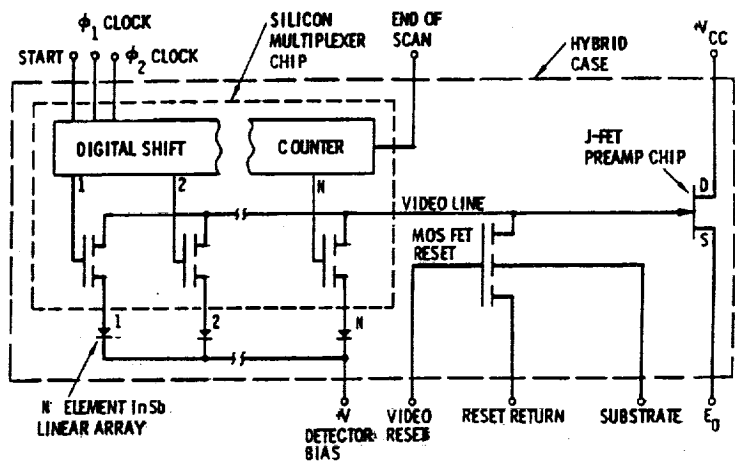 ϕ1 CLOCK
START
ϕ2 CLOCK
SILICON
MULTIPLEXER
CHIP
END OF
SCAN
HYBRID
CASE
+VCC
DIGITAL SHIFT
COUNTER
J-FET
PREAMP CHIP
1
2
N
D
VIDEO LINE
S
MOS FET
RESET
1
2
N
N ELEMENT InSb
LINEAR ARRAY
+V
DETECTOR
BIAS
VIDEO
RESET
RESET RETURN
SUBSTRATE
EO